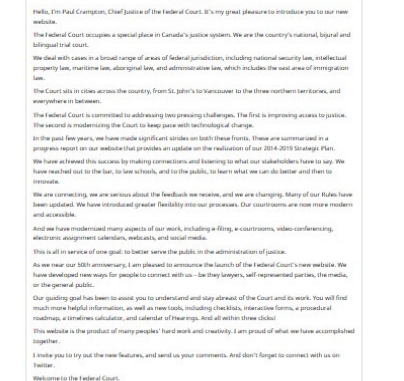 Hello, I'm Paul Crampton, Chief Justice of the Federal Court. It's my great pleasure to introduce you to our new
website.
The Federal Court occupies a special place in Canada's justice system. We are the country's national, bijural and
bilingual trial court.
We deal with cases in a broad range of areas of federal jurisdiction, including national security law, intellectual
property law, maritime law, aboriginal law, and administrative law, which includes the vast area of immigration
law.
The Court sits in cities across the country, from St. John's to Vancouver to the three northern territories, and
everywhere in between.
The Federal Court is committed to addressing two pressing challenges. The first is improving access to justice.
The second is modernizing the Court to keep pace with technological change.
In the past few years, we have made significant strides on both these fronts. These are summarized in a
progress report on our website that provides an update on the realization of our 2014-2019 Strategic Plan.
We have achieved this success by making connections and listening to what our stakeholders have to say. We
have reached out to the bar, to law schools, and to the public, to learn what we can do better and then to
innovate.
We are connecting, we are serious about the feedback we receive, and we are changing. Many of our Rules have
been updated. We have introduced greater flexibility into our processes. Our courtrooms are now more modern
and accessible.
And we have modernized many aspects of our work, including e-filing, e-courtrooms, video-conferencing,
electronic assignment calendars, webcasts, and social media.
This is all in service of one goal: to better serve the public in the administration of justice.
As we near our 50th anniversary, I am pleased to announce the launch of the Federal Court's new website. We
have developed new ways for people to connect with us – be they lawyers, self-represented parties, the media,
or the general public.
Our guiding goal has been to assist you to understand and stay abreast of the Court and its work. You will find
much more helpful information, as well as new tools, including checklists, interactive forms, a procedural
roadmap, a timelines calculator, and calendar of Hearings. And all within three clicks!
This website is the product of many peoples' hard work and creativity. I am proud of what we have accomplished
together.
I invite you to try out the new features, and send us your comments. And don't forget to connect with us on
Twitter.
Welcome to the Federal Court.